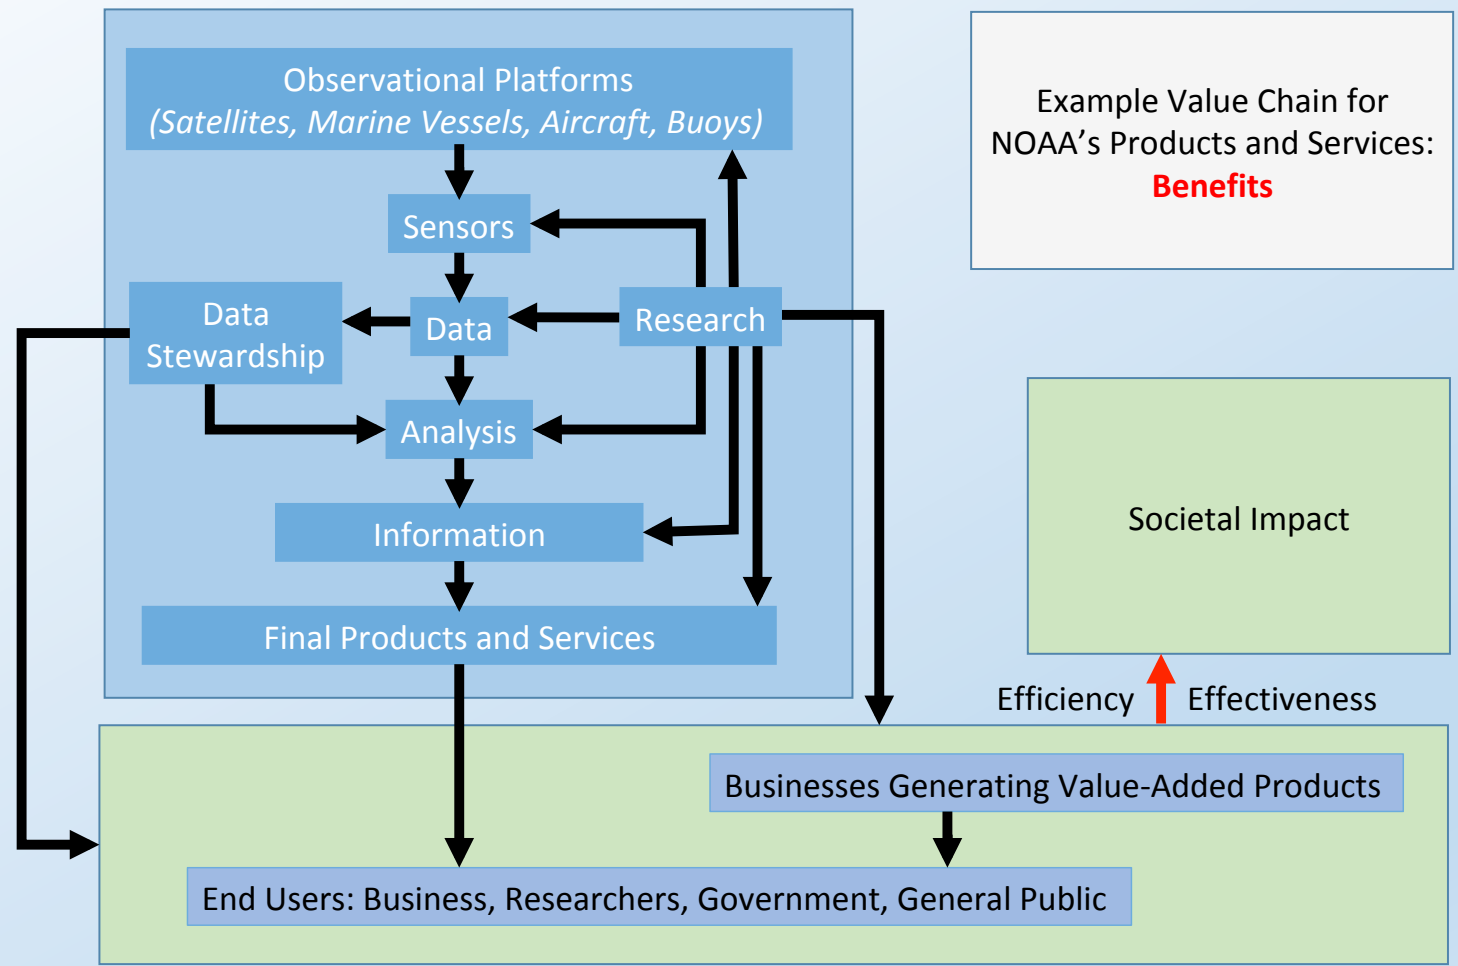 Observational Platforms
(Satellites, Marine Vessels, Aircraft, Buoys)
Example Value Chain for
NOAA’s Products and Services:
Benefits
Sensors
Data
Stewardship
Data
Research
Analysis
Information
Societal Impact
Final Products and Services
Efficiency
Effectiveness
Businesses Generating Value-Added Products
End Users: Business, Researchers, Government, General Public